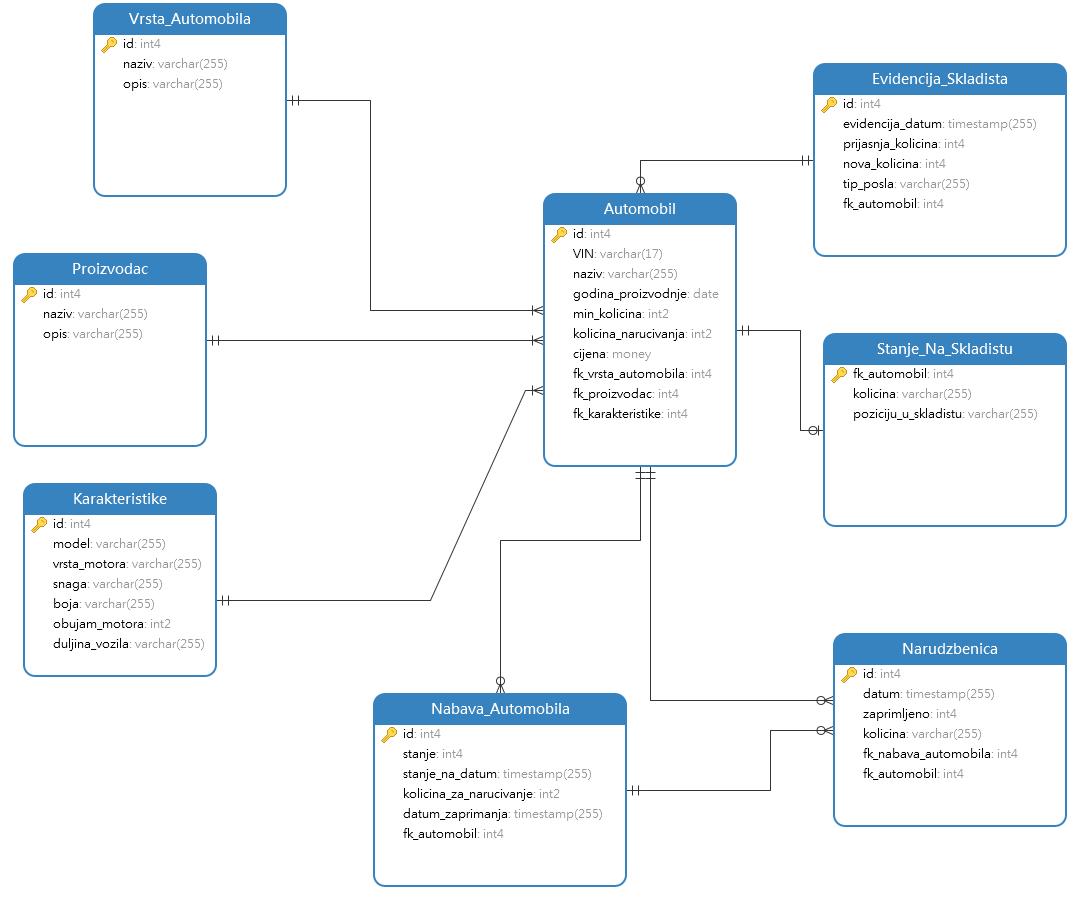 Vrsta_Automobila
id: int4
naziv: varchar(255)
opis: varchar(255)
Evidencija_Skladista
id: int4
evidencija_datum: timestamp(255)
prijasnja_kolicina: int4
nova_kolicina: int4
tip_posla: varchar(255)
fk_automobil: int4
Automobil
id: int4
VIN: varchar(17)
naziv: varchar(255)
godina_proizvodnje: date
min_kolicina: int2
kolicina_narucivanja: int2
cijena: money
fk_vrsta_automobila: int4
fk_proizvodac: int4
fk_karakteristike: int4
Proizvodac
id: int4
naziv: varchar(255)
opis: varchar(255)
Stanje_Na_Skladistu
fk_automobil: int4
kolicina: varchar(255)
poziciju_u_skladistu: varchar(255)
Karakteristike
id: int4
model: varchar(255)
vrsta_motora: varchar(255)
snaga: varchar(255)
boja: varchar(255)
obujam_motora: int2
duljina_vozila: varchar(255)
Narudzbenica
id: int4
datum: timestamp(255)
zaprimljeno: int4
kolicina: varchar(255)
fk_nabava_automobila: int4
fk_automobil: int4
Nabava_Automobila
id: int4
stanje: int4
stanje_na_datum: timestamp(255)
kolicina_za_narucivanje: int2
datum_zaprimanja: timestamp(255)
fk_automobil: int4